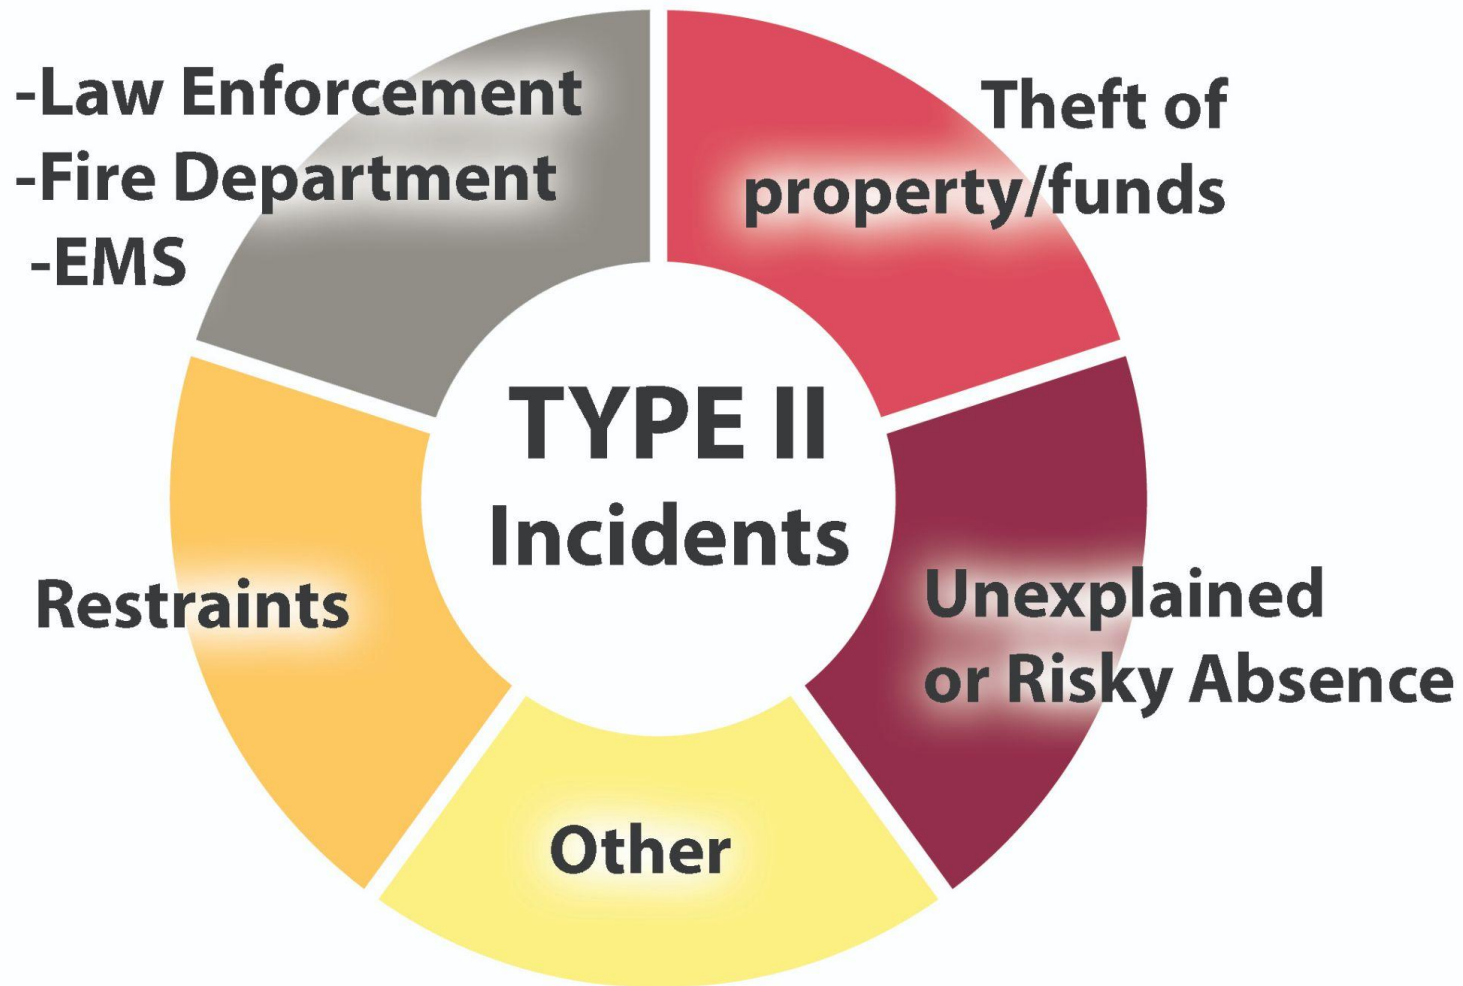 -Law Enforcement
-Fire Department
-EMS
Theft of
property/funds
TYPE II
Incidents
Restraints
Unexplained
or Risky Absence
Other